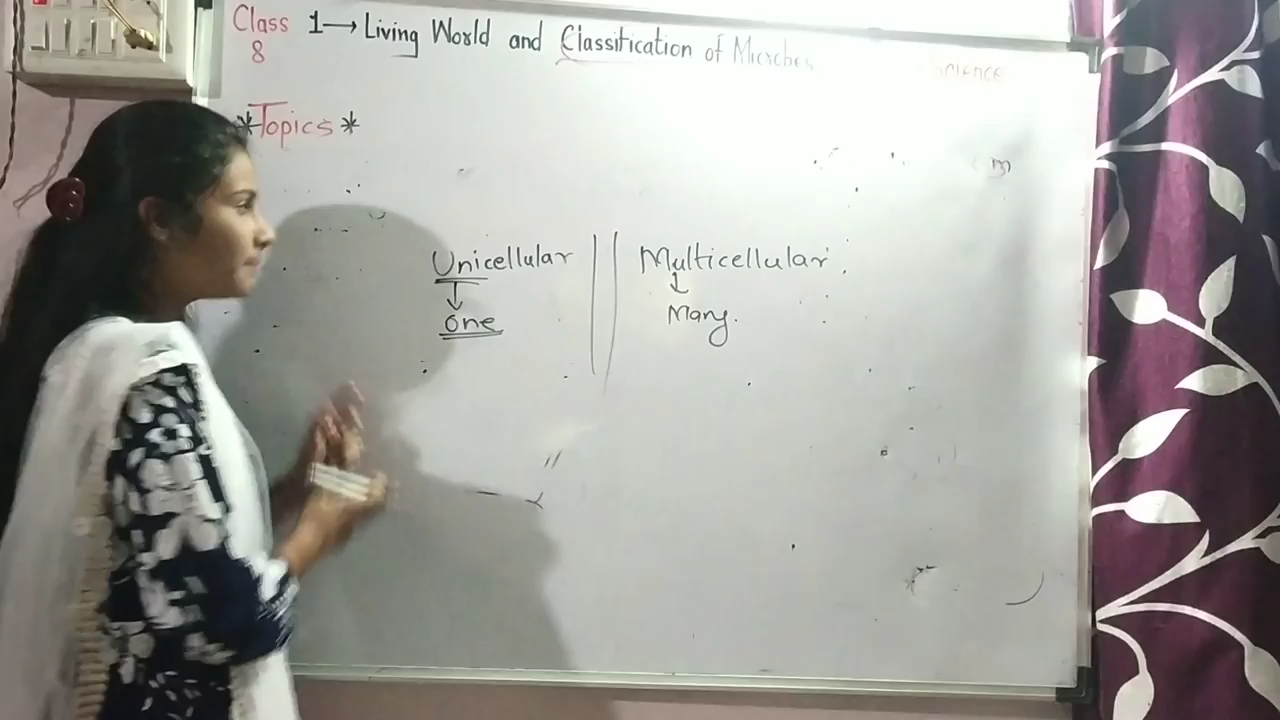 Class 1→ Living World and Classification of Microbes
8
Science
*Topics*
Unicellular || Multicellular.
↓ ↓
One Many.